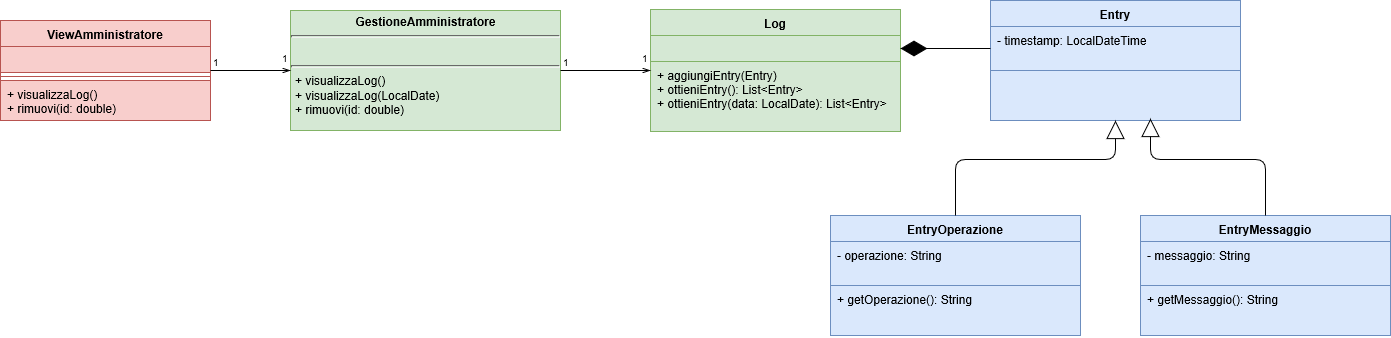 ViewAmministratore
+ visualizzaLog()
+ rimuovi(id: double)
1
1
GestioneAmministratore
+ visualizzaLog()
+ visualizzaLog(LocalDate)
+ rimuovi(id: double)
1
1
Log
+ aggiungiEntry(Entry)
+ ottieniEntry(): List<Entry>
+ ottieniEntry(data: LocalDate): List<Entry>
Entry
- timestamp: LocalDateTime
EntryOperazione
- operazione: String
+ getOperazione(): String
EntryMessaggio
- messaggio: String
+ getMessaggio(): String